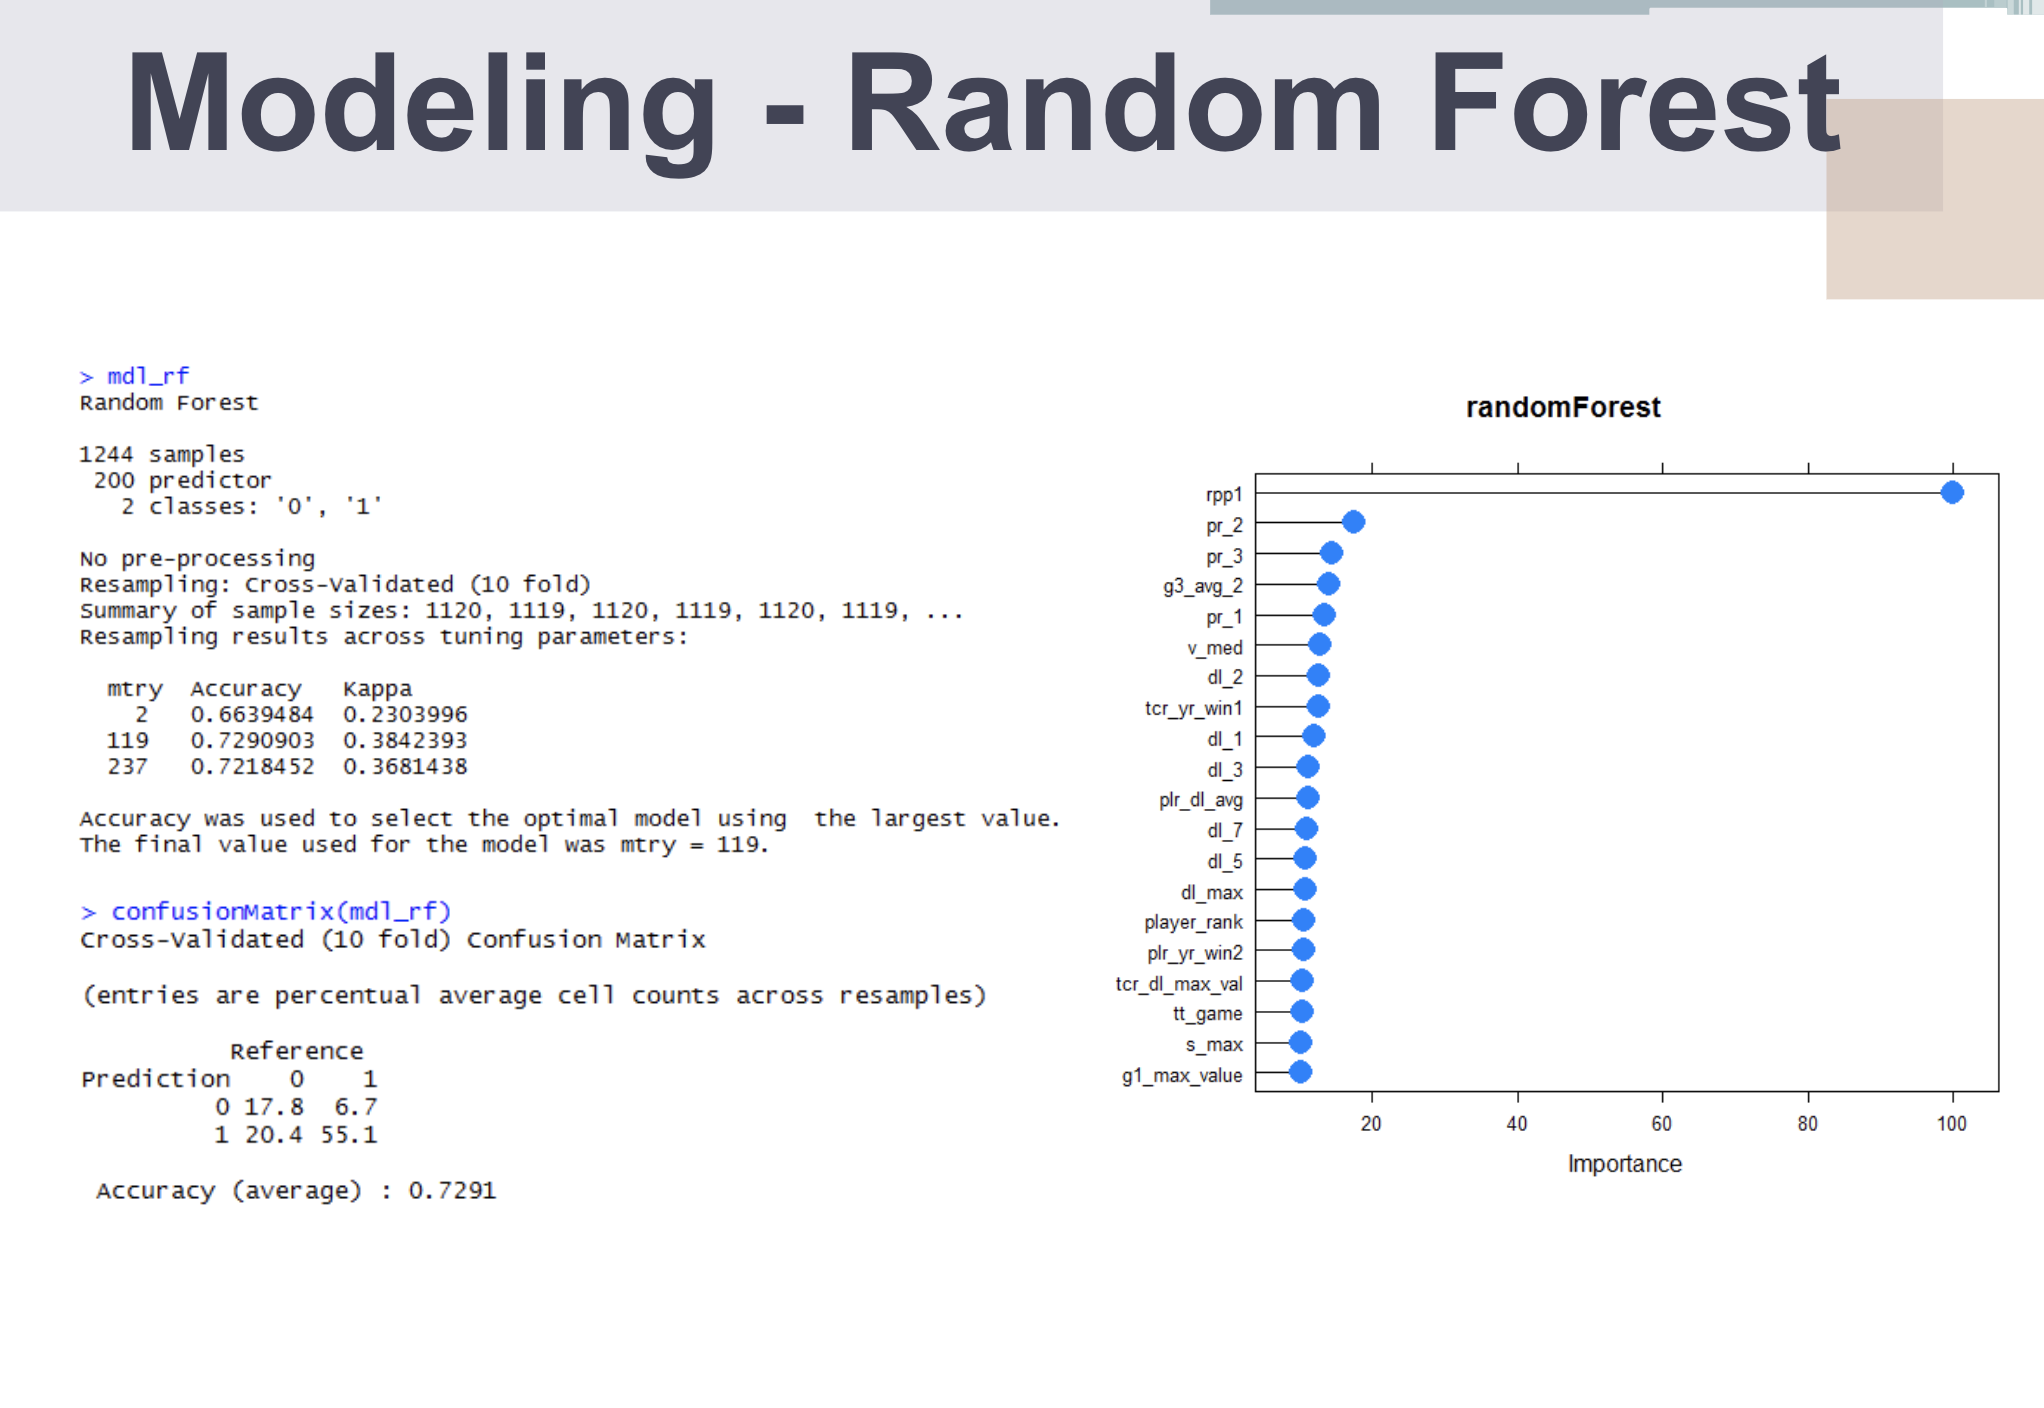 Modeling - Random Forest
> mdl_rf
Random Forest
1244 samples
200 predictor
2 classes: '0', '1'
No pre-processing
Resampling: Cross-Validated (10 fold)
Summary of sample sizes: 1120, 1119, 1120, 1119, 1120, 1119, ...
Resampling results across tuning parameters:
mtry Accuracy Kappa
2 0.6639484 0.2303996
119 0.7290903 0.3842393
237 0.7218452 0.3681438
Accuracy was used to select the optimal model using the largest value.
The final value used for the model was mtry = 119.
> confusionMatrix(mdl_rf)
Cross-Validated (10 fold) Confusion Matrix
(entries are percentual average cell counts across resamples)
Reference
Prediction 0 1
0 17.8 6.7
1 20.4 55.1
Accuracy (average) : 0.7291
randomForest
rpp1
pr_2
pr_3
g3_avg_2
pr_1
v_med
dl_2
tcr_yr_win1
dl_1
dl_3
plr_dl_avg
dl_7
dl_5
dl_max
player_rank
plr_yr_win2
tcr_dl_max_val
tt_game
s_max
g1_max_value
20 40 60 80 100
Importance